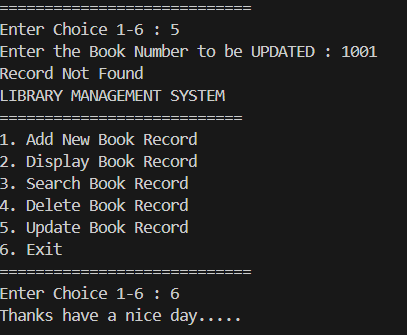 ============================
Enter Choice 1-6 : 5
Enter the Book Number to be UPDATED : 1001
Record Not Found
LIBRARY MANAGEMENT SYSTEM
===========================
1. Add New Book Record
2. Display Book Record
3. Search Book Record
4. Delete Book Record
5. Update Book Record
6. Exit
============================
Enter Choice 1-6 : 6
Thanks have a nice day.....